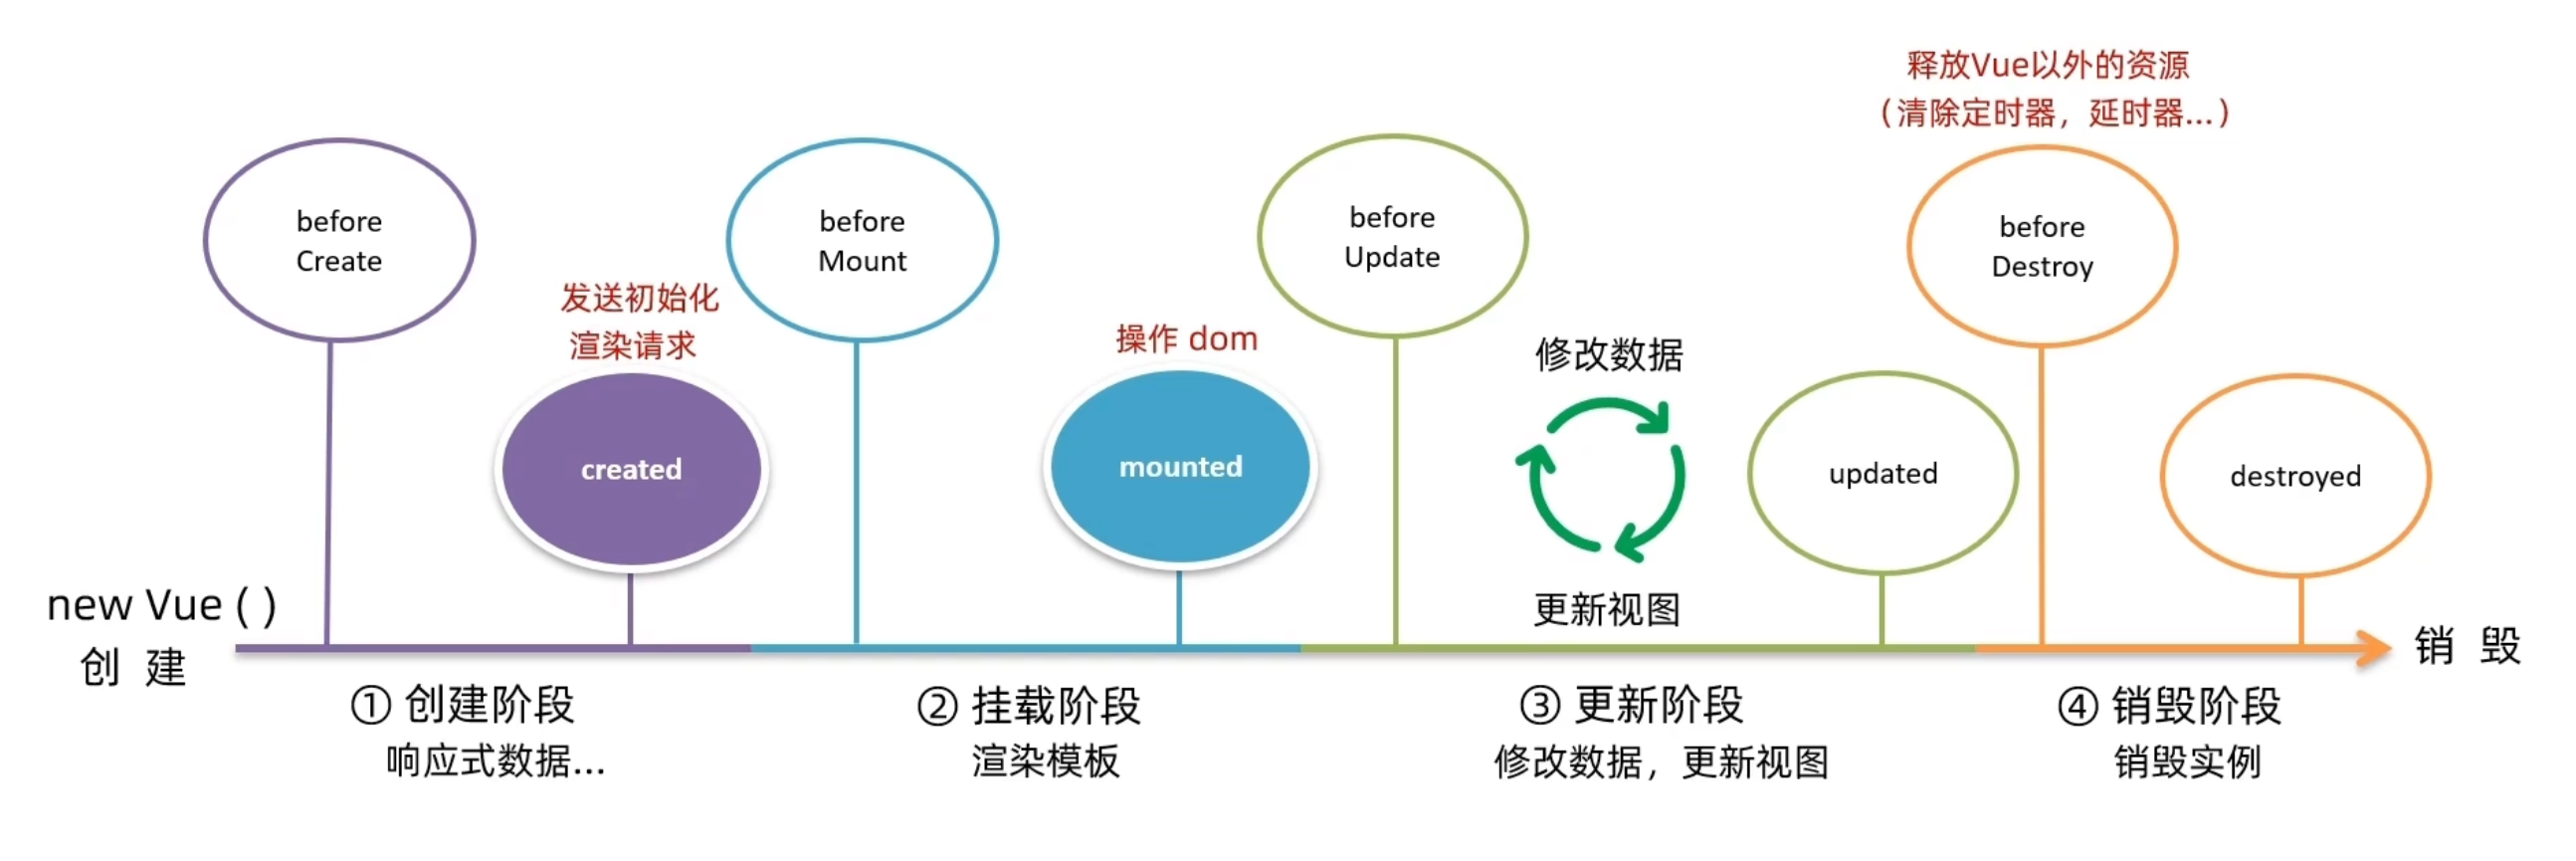 释放Vue以外的资源
（清除定时器，延时器...）
before
Create
before
Mount
before
Update
before
Destroy
发送初始化
渲染请求
操作 dom
修改数据
created
mounted
updated
destroyed
更新视图
new Vue ( )
创 建
销 毁
① 创建阶段
响应式数据...
② 挂载阶段
渲染模板
③ 更新阶段
修改数据，更新视图
④ 销毁阶段
销毁实例